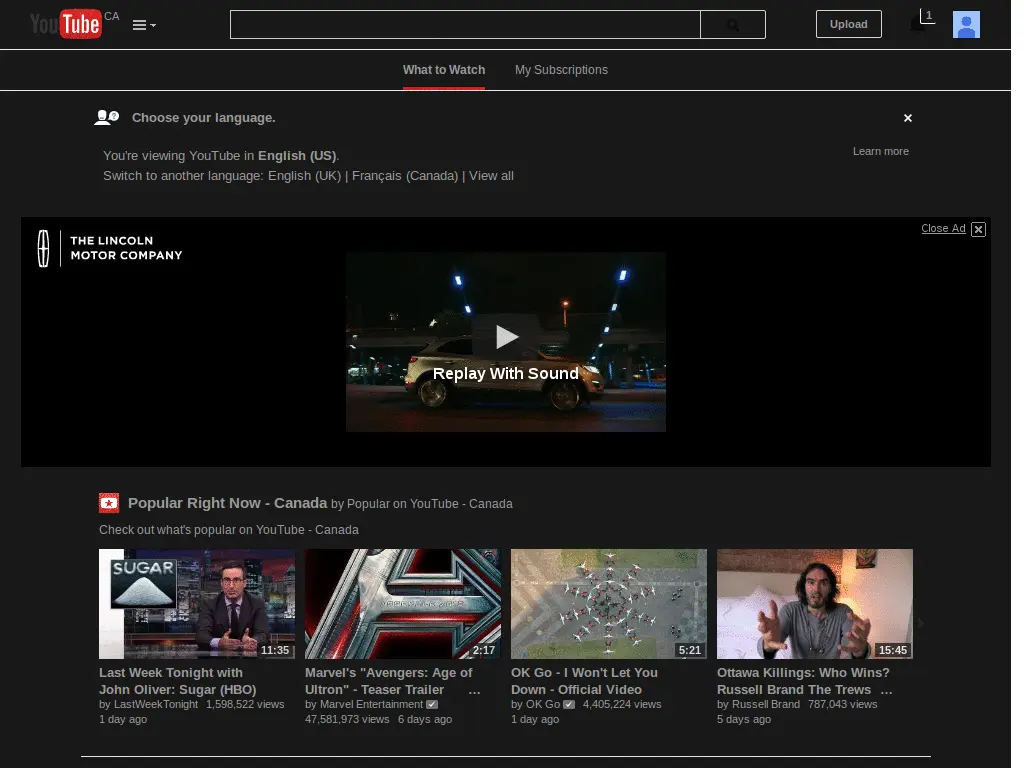 YouTube CA
Upload
1
What to Watch My Subscriptions
Choose your language.
You're viewing YouTube in English (US).
Learn more
Switch to another language: English (UK) | Français (Canada) | View all
Close Ad
THE LINCOLN
MOTOR COMPANY
Replay With Sound
Popular Right Now - Canada by Popular on YouTube - Canada
Check out what's popular on YouTube - Canada
SUGAR
11:35
2:17
5:21
15:45
Last Week Tonight with
John Oliver: Sugar (HBO)
by LastWeekTonight 1,598,522 views
1 day ago
Marvel's "Avengers: Age of
Ultron" - Teaser Trailer ...
by Marvel Entertainment
47,581,973 views 6 days ago
OK Go - I Won't Let You
Down - Official Video
by OK Go 4,405,224 views
1 day ago
Ottawa Killings: Who Wins?
Russell Brand The Trews ...
by Russell Brand 787,043 views
5 days ago